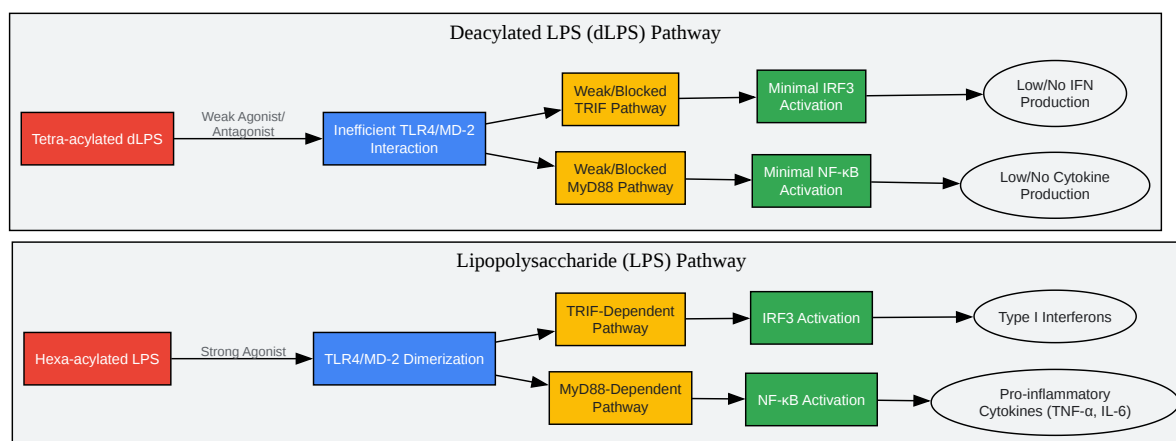 Deacylated LPS (dLPS) Pathway
Tetra-acylated dLPS
Weak Agonist/
Antagonist
Inefficient TLR4/MD-2
Interaction
Weak/Blocked
TRIF Pathway
Minimal IRF3
Activation
Low/No IFN
Production
Weak/Blocked
MyD88 Pathway
Minimal NF-κB
Activation
Low/No Cytokine
Production
Lipopolysaccharide (LPS) Pathway
Hexa-acylated LPS
Strong Agonist
TLR4/MD-2 Dimerization
TRIF-Dependent
Pathway
IRF3 Activation
Type I Interferons
MyD88-Dependent
Pathway
NF-κB Activation
Pro-inflammatory
Cytokines (TNF-α, IL-6)